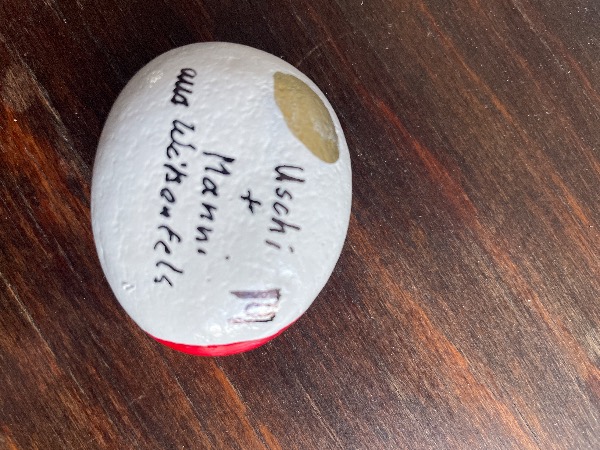 Uschi
+
Manni
aus Weißenfels